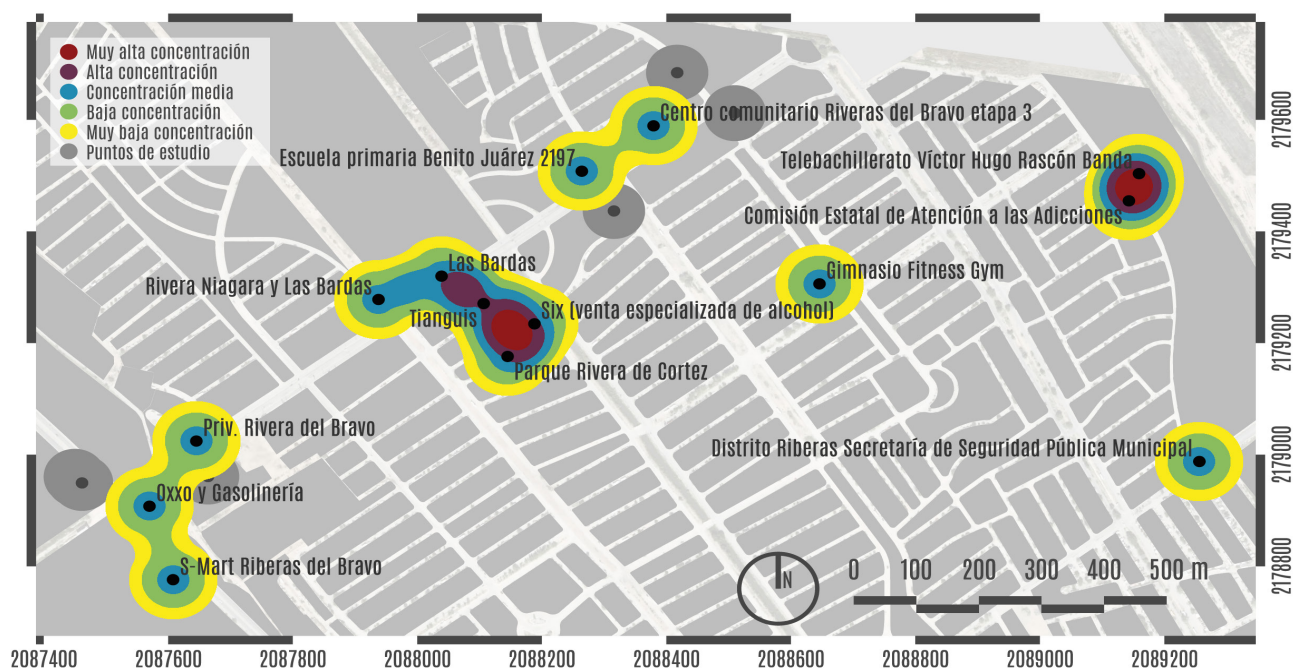 Muy alta concentración
Alta concentración
Concentración media
Baja concentración
Muy baja concentración
Puntos de estudio
Centro comunitario Riveras del Bravo etapa 3
Escuela primaria Benito Juárez 2197
Telebachillerato Víctor Hugo Rascón Banda
Comisión Estatal de Atención a las Adicciones
Las Bardas
Gimnasio Fitness Gym
Rivera Niagara y Las Bardas
Tianguis
Six (venta especializada de alcohol)
Parque Rivera de Cortez
Priv. Rivera del Bravo
Distrito Riberas Secretaría de Seguridad Pública Municipal
Oxxo y Gasolinería
S-Mart Riberas del Bravo
N
0 100 200 300 400 500 m
2179600
2179400
2179200
2179000
2178800
2087400 2087600 2087800 2088000 2088200 2088400 2088600 2088800 2089000 2089200